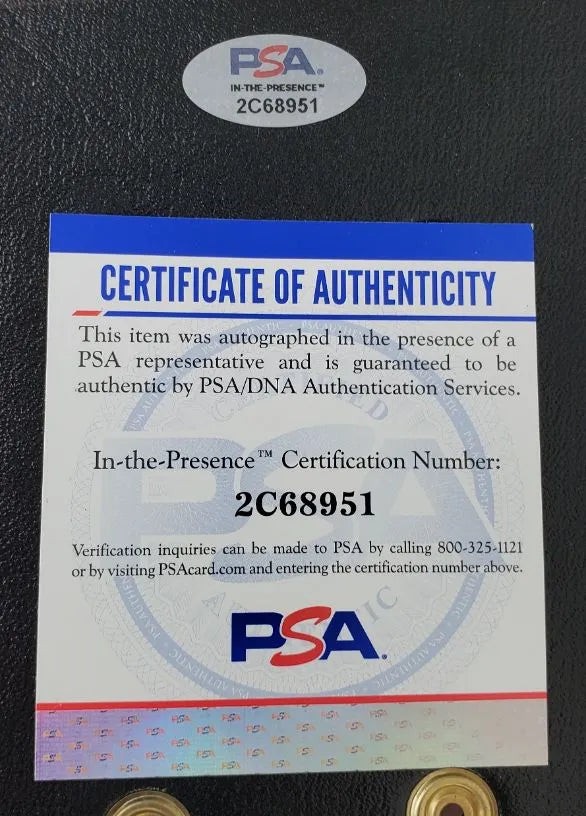 PSA.
IN-THE-PRESENCE™
2C68951
CERTIFICATE OF AUTHENTICITY
This item was autographed in the presence of a
PSA representative and is guaranteed to be
authentic by PSA/DNA Authentication Services.
In-the-Presence™ Certification Number:
2C68951
Verification inquiries can be made to PSA by calling 800-325-1121
or by visiting PSAcard.com and entering the certification number above.
PSA.